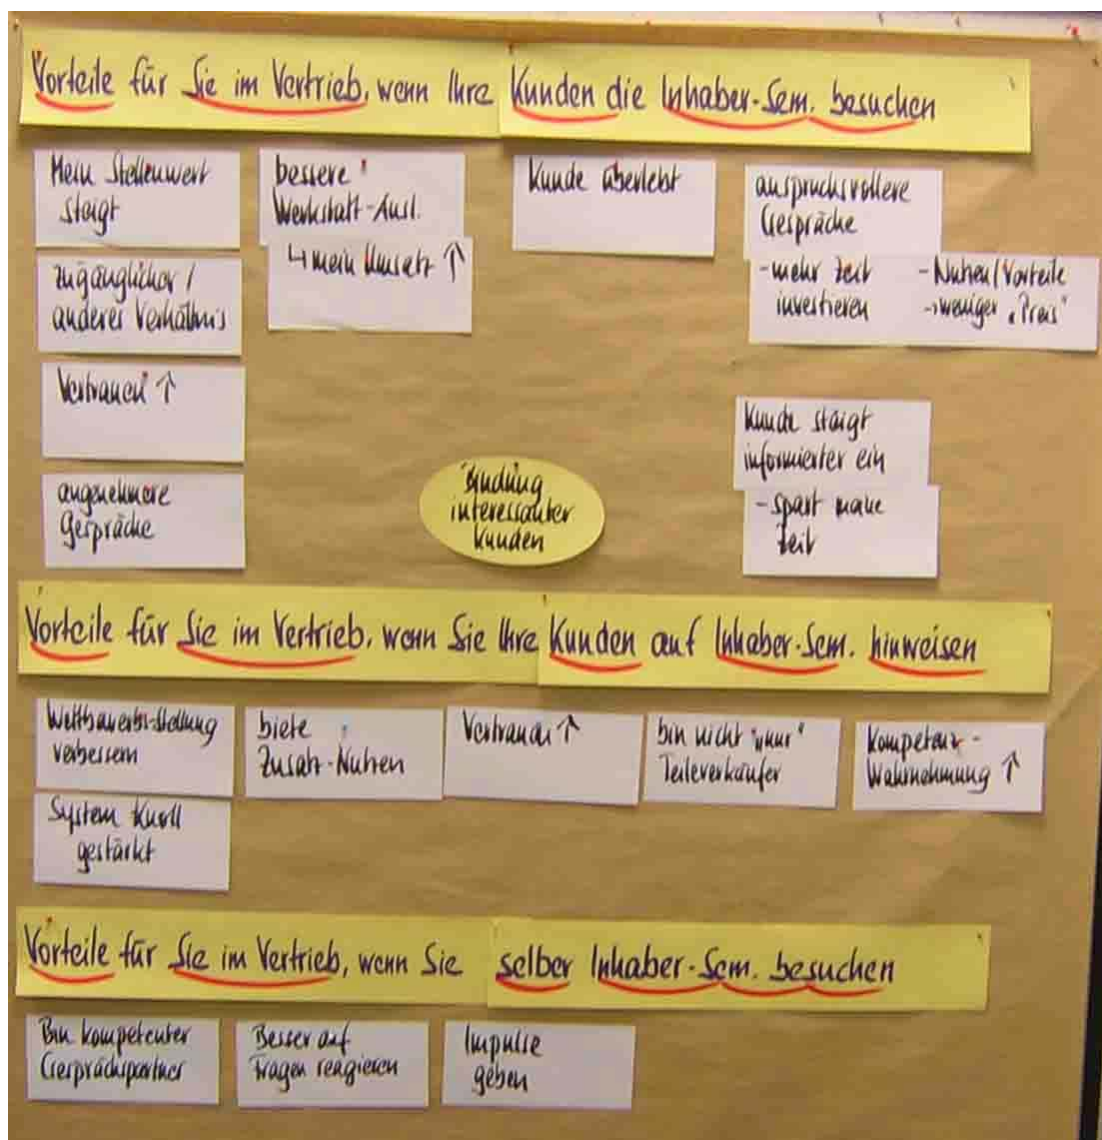 Vorteile für Sie im Vertrieb, wenn Ihre Kunden die Inhaber-Sem. besuchen
Mein Stellenwert
steigt
zugänglicher /
anderes Verhältnis
Vertrauen ↑
angenehmere
Gespräche
bessere
Werkstatt-Ausl.
↳ mein Umsatz ↑
Kunde überlebt
anspruchsvollere
Gespräche
- mehr Zeit
investieren
- Nutzen/Vorteile
→ weniger „Preis"
Kunde steigt
informierter ein
- spart meine
Zeit
Bindung
interessanter
Kunden
Vorteile für Sie im Vertrieb, wenn Sie Ihre Kunden auf Inhaber-Sem. hinweisen
Wettbewerbs-Stellung
verbessern
System Knoll
gestärkt
biete
Zusatz-Nutzen
Vertrauen ↑
bin nicht "nur"
Teileverkäufer
Kompetenz-
Wahrnehmung ↑
Vorteile für Sie im Vertrieb, wenn Sie selber Inhaber-Sem. besuchen
Bin kompetenter
Gesprächspartner
Besser auf
Fragen reagieren
Impulse
geben